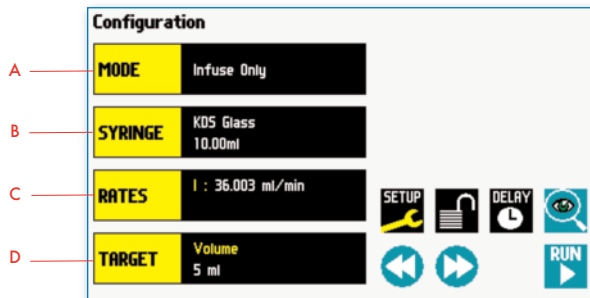 Configuration
A
MODE
Infuse Only
B
SYRINGE
KDS Glass
10.00ml
C
RATES
I : 36.003 ml/min
SETUP
DELAY
D
TARGET
Volume
5 ml
RUN